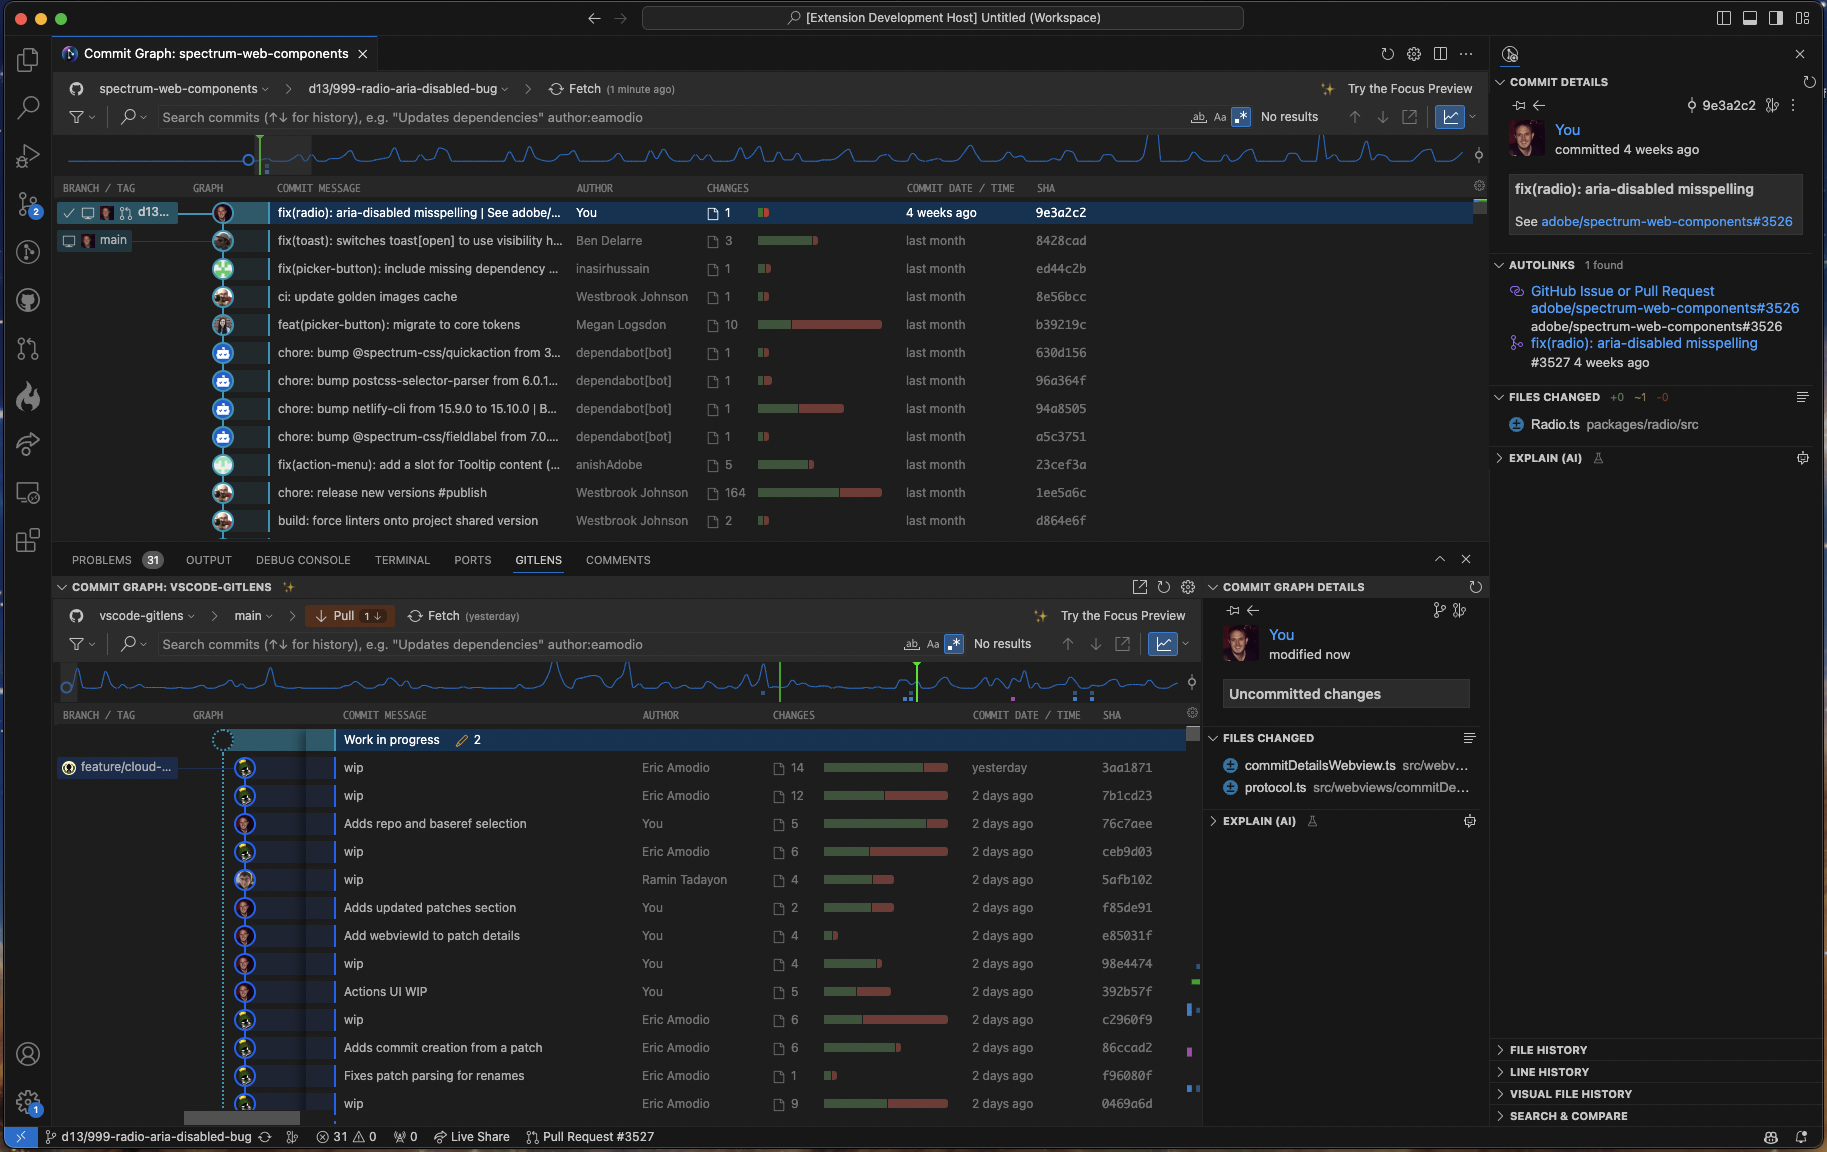 [Extension Development Host] Untitled (Workspace)
Commit Graph: spectrum-web-components
spectrum-web-components
d13/999-radio-aria-disabled-bug
Fetch (1 minute ago)
Try the Focus Preview
Search commits (↑↓ for history), e.g. "Updates dependencies" author:eamodio
ab Aa .* No results
BRANCH / TAG GRAPH COMMIT MESSAGE AUTHOR CHANGES COMMIT DATE / TIME SHA
d13... fix(radio): aria-disabled misspelling | See adobe/... You 1 4 weeks ago 9e3a2c2
main fix(toast): switches toast[open] to use visibility h... Ben Delarre 3 last month 8428cad
fix(picker-button): include missing dependency ... inasirhussain 1 last month ed44c2b
ci: update golden images cache Westbrook Johnson 1 last month 8e56bcc
feat(picker-button): migrate to core tokens Megan Logsdon 10 last month b39219c
chore: bump @spectrum-css/quickaction from 3... dependabot[bot] 1 last month 630d156
chore: bump postcss-selector-parser from 6.0.1... dependabot[bot] 1 last month 96a364f
chore: bump netlify-cli from 15.9.0 to 15.10.0 | B... dependabot[bot] 1 last month 94a8505
chore: bump @spectrum-css/fieldlabel from 7.0.... dependabot[bot] 1 last month a5c3751
fix(action-menu): add a slot for Tooltip content (... anishAdobe 5 last month 23cef3a
chore: release new versions #publish Westbrook Johnson 164 last month 1ee5a6c
build: force linters onto project shared version Westbrook Johnson 2 last month d864e6f
COMMIT DETAILS
9e3a2c2
You
committed 4 weeks ago
fix(radio): aria-disabled misspelling
See adobe/spectrum-web-components#3526
AUTOLINKS 1 found
GitHub Issue or Pull Request
adobe/spectrum-web-components#3526
adobe/spectrum-web-components#3526
fix(radio): aria-disabled misspelling
#3527 4 weeks ago
FILES CHANGED +0 ~1 -0
Radio.ts packages/radio/src
EXPLAIN (AI)
2
PROBLEMS 31 OUTPUT DEBUG CONSOLE TERMINAL PORTS GITLENS COMMENTS
COMMIT GRAPH: VSCODE-GITLENS
vscode-gitlens
main
Pull 1↓
Fetch (yesterday)
Try the Focus Preview
Search commits (↑↓ for history), e.g. "Updates dependencies" author:eamodio
ab Aa .* No results
BRANCH / TAG GRAPH COMMIT MESSAGE AUTHOR CHANGES COMMIT DATE / TIME SHA
Work in progress 2
feature/cloud-... wip Eric Amodio 14 yesterday 3aa1871
wip Eric Amodio 12 2 days ago 7b1cd23
Adds repo and baseref selection You 5 2 days ago 76c7aee
wip Eric Amodio 6 2 days ago ceb9d03
wip Ramin Tadayon 4 2 days ago 5afb102
Adds updated patches section You 2 2 days ago f85de91
Add webviewId to patch details You 4 2 days ago e85031f
wip You 4 2 days ago 98e4474
Actions UI WIP You 5 2 days ago 392b57f
wip Eric Amodio 6 2 days ago c2960f9
Adds commit creation from a patch Eric Amodio 6 2 days ago 86ccad2
Fixes patch parsing for renames Eric Amodio 1 2 days ago f96080f
wip Eric Amodio 9 2 days ago 0469a6d
COMMIT GRAPH DETAILS
You
modified now
Uncommitted changes
FILES CHANGED
commitDetailsWebview.ts src/webv...
protocol.ts src/webviews/commitDe...
EXPLAIN (AI)
FILE HISTORY
LINE HISTORY
VISUAL FILE HISTORY
SEARCH & COMPARE
1
d13/999-radio-aria-disabled-bug 31 0 0 Live Share Pull Request #3527